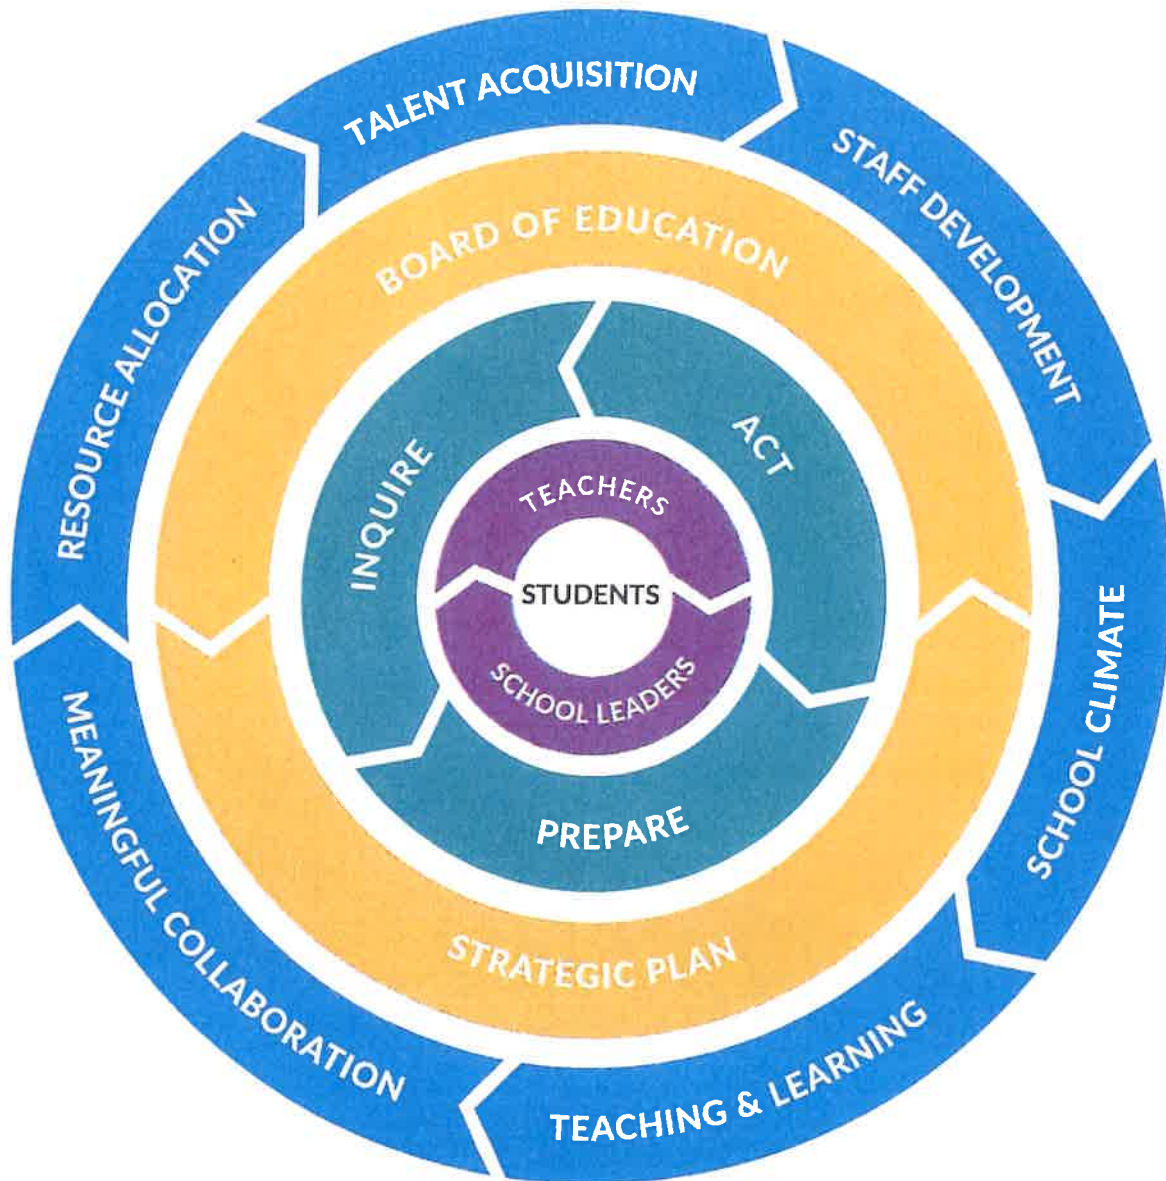 TALENT ACQUISITION
STAFF DEVELOPMENT
SCHOOL CLIMATE
TEACHING & LEARNING
MEANINGFUL COLLABORATION
RESOURCE ALLOCATION
BOARD OF EDUCATION
STRATEGIC PLAN
INQUIRE
ACT
PREPARE
TEACHERS
STUDENTS
SCHOOL LEADERS